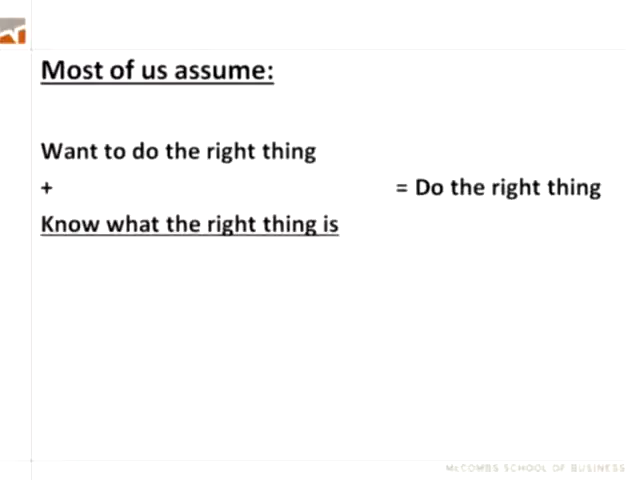 Most of us assume:
Want to do the right thing
+
= Do the right thing
Know what the right thing is
McCOMBS SCHOOL OF BUSINESS